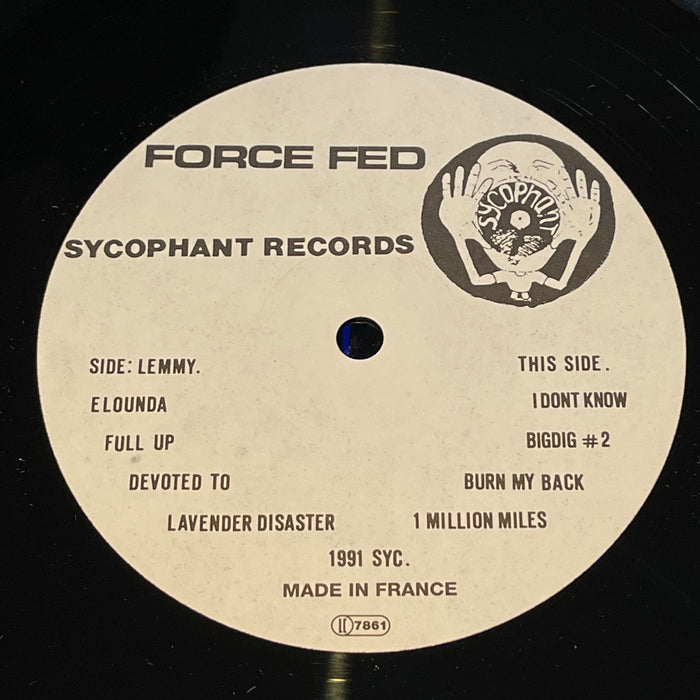 FORCE FED
SYCOPHANT
SYCOPHANT RECORDS
SIDE: LEMMY.
ELOUNDA
FULL UP
DEVOTED TO
LAVENDER DISASTER
THIS SIDE.
I DONT KNOW
BIGDIG #2
BURN MY BACK
1 MILLION MILES
1991 SYC.
MADE IN FRANCE
7861